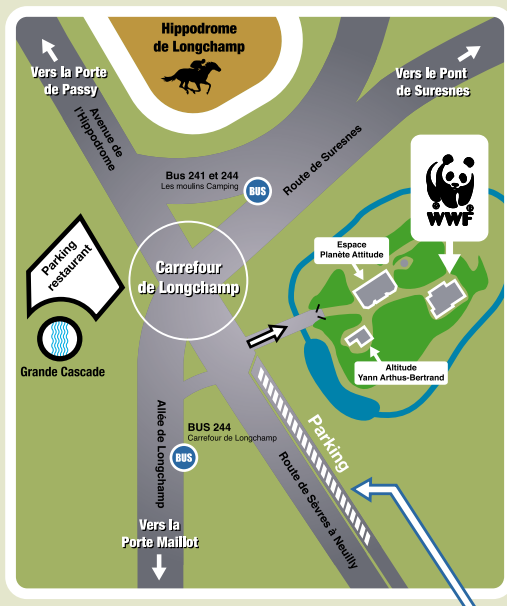 Hippodrome
de Longchamp
Vers la Porte
de Passy
Vers le Pont
de Suresnes
Avenue de
l'Hippodrome
Bus 241 et 244
Les moulins Camping
BUS
Route de Suresnes
WWF
Parking
restaurant
Espace
Planète Attitude
Carrefour
de Longchamp
Grande Cascade
Altitude
Yann Arthus-Bertrand
Allée de Longchamp
BUS 244
Carrefour de Longchamp
BUS
Parking
Route de Sèvres à Neuilly
Vers la
Porte Maillot